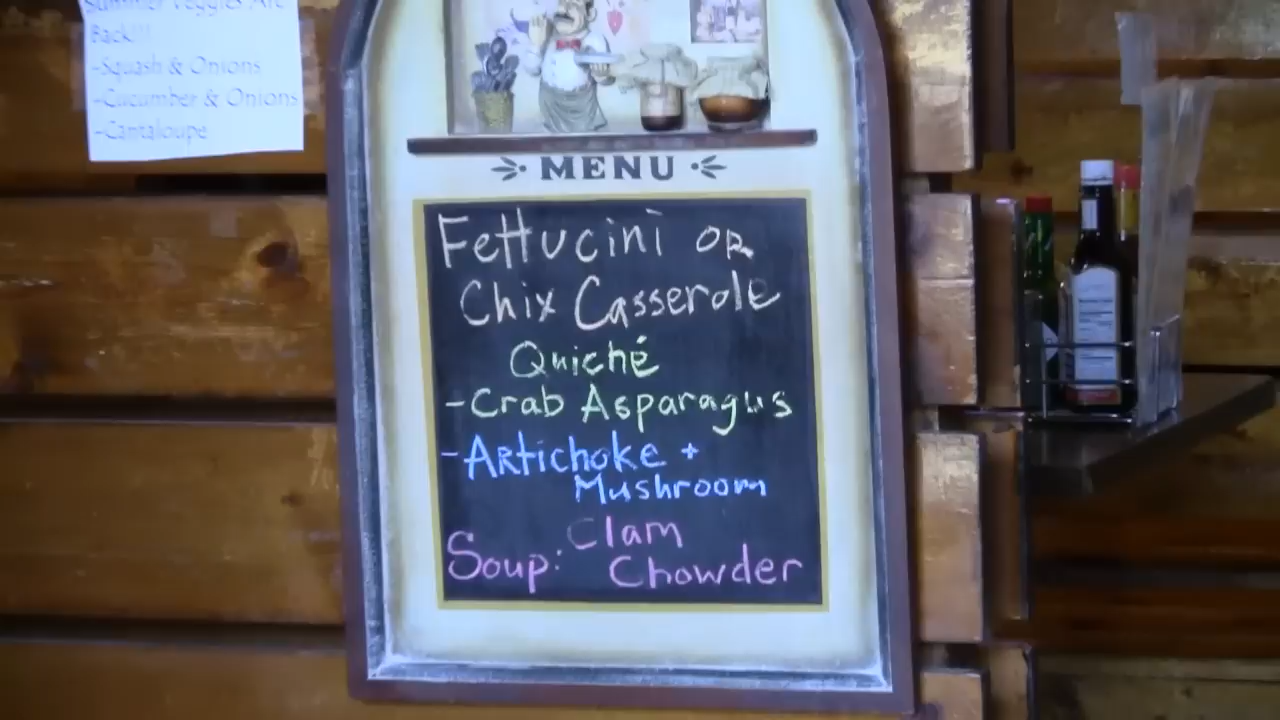 Summer Veggies Are
Back!!!
-Squash & Onions
-Cucumber & Onions
-Cantaloupe
MENU
Fettucini OR
Chix Casserole
Quiché
-Crab Asparagus
-Artichoke +
Mushroom
Soup: Clam
Chowder